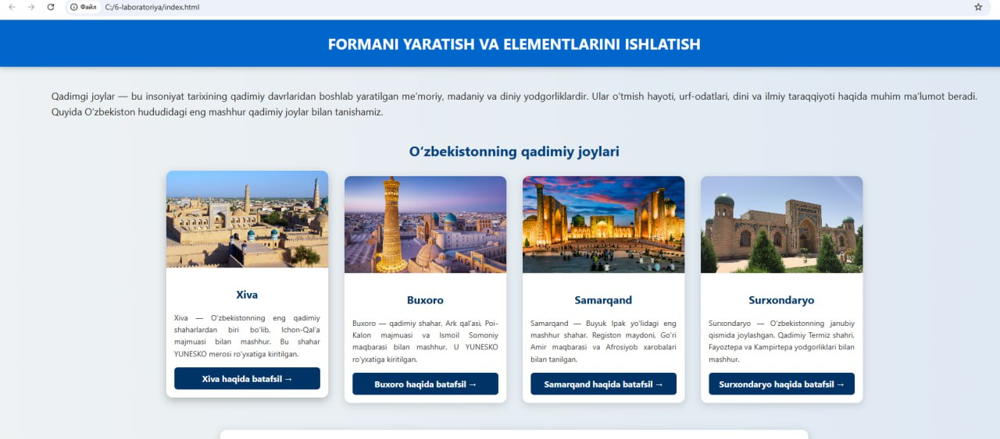 Файл
C:/6-laboratoriya/index.html
FORMANI YARATISH VA ELEMENTLARINI ISHLATISH
Qadimgi joylar — bu insoniyat tarixining qadimiy davrlaridan boshlab yaratilgan me’moriy, madaniy va diniy yodgorliklardir. Ular o‘tmish hayoti, urf-odatlari, dini va ilmiy taraqqiyoti haqida muhim ma’lumot beradi.
Quyida O‘zbekiston hududidagi eng mashhur qadimiy joylar bilan tanishamiz.
O‘zbekistonning qadimiy joylari
Xiva
Xiva — O‘zbekistonning eng qadimiy
shaharlardan biri bo‘lib, Ichon-Qal’a
majmuasi bilan mashhur. Bu shahar
YUNESKO merosi ro‘yxatiga kiritilgan.
Xiva haqida batafsil →
Buxoro
Buxoro — qadimiy shahar. Ark qal’asi, Poi-
Kalon majmuasi va Ismoil Somoniy
maqbarasi bilan mashhur. U YUNESKO
ro‘yxatiga kiritilgan.
Buxoro haqida batafsil →
Samarqand
Samarqand — Buyuk Ipak yo‘lidagi eng
mashhur shahar. Registon maydoni, Go‘ri
Amir maqbarasi va Afrosiyob xarobalari
bilan tanilgan.
Samarqand haqida batafsil →
Surxondaryo
Surxondaryo — O‘zbekistonning janubiy
qismida joylashgan. Qadimiy Termiz shahri,
Fayoztepa va Kampirtepa yodgorliklari bilan
mashhur.
Surxondaryo haqida batafsil →